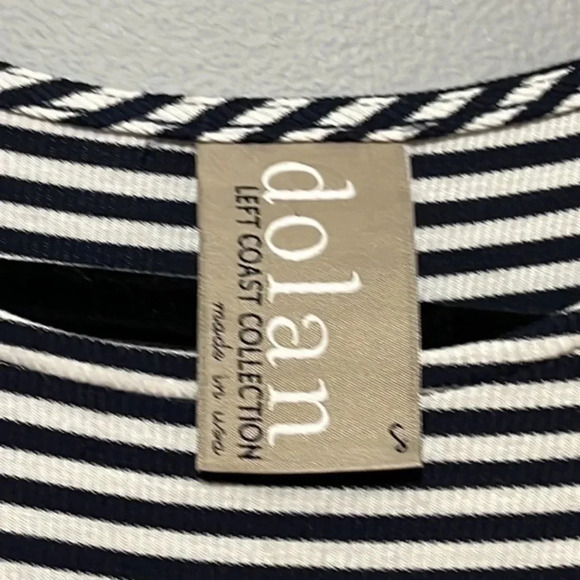 dolan
LEFT COAST COLLECTION
made in usa
S